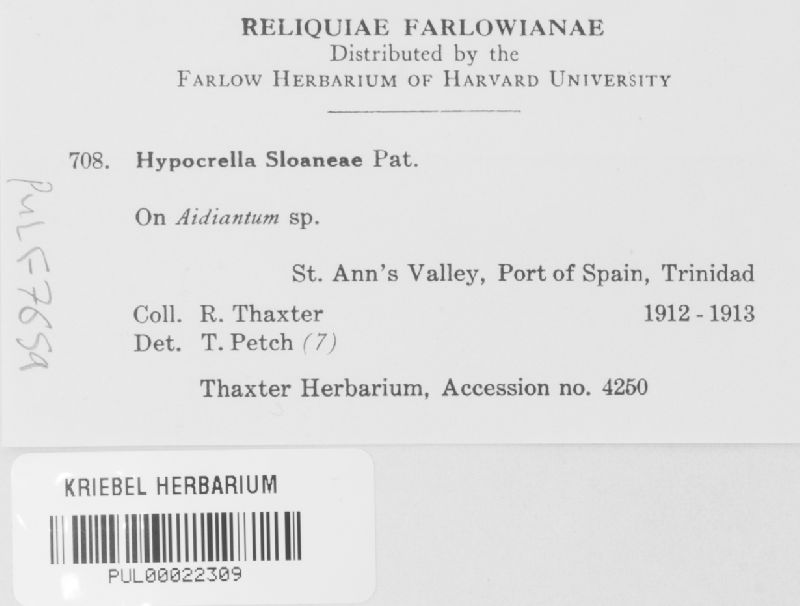 RELIQUIAE FARLOWIANAE
Distributed by the
FARLOW HERBARIUM OF HARVARD UNIVERSITY
708. Hypocrella Sloaneae Pat.
On Aidiantum sp.
St. Ann's Valley, Port of Spain, Trinidad
Coll. R. Thaxter 1912 - 1913
Det. T. Petch (7)
Thaxter Herbarium, Accession no. 4250
PUL F7659
KRIEBEL HERBARIUM
PUL00022309